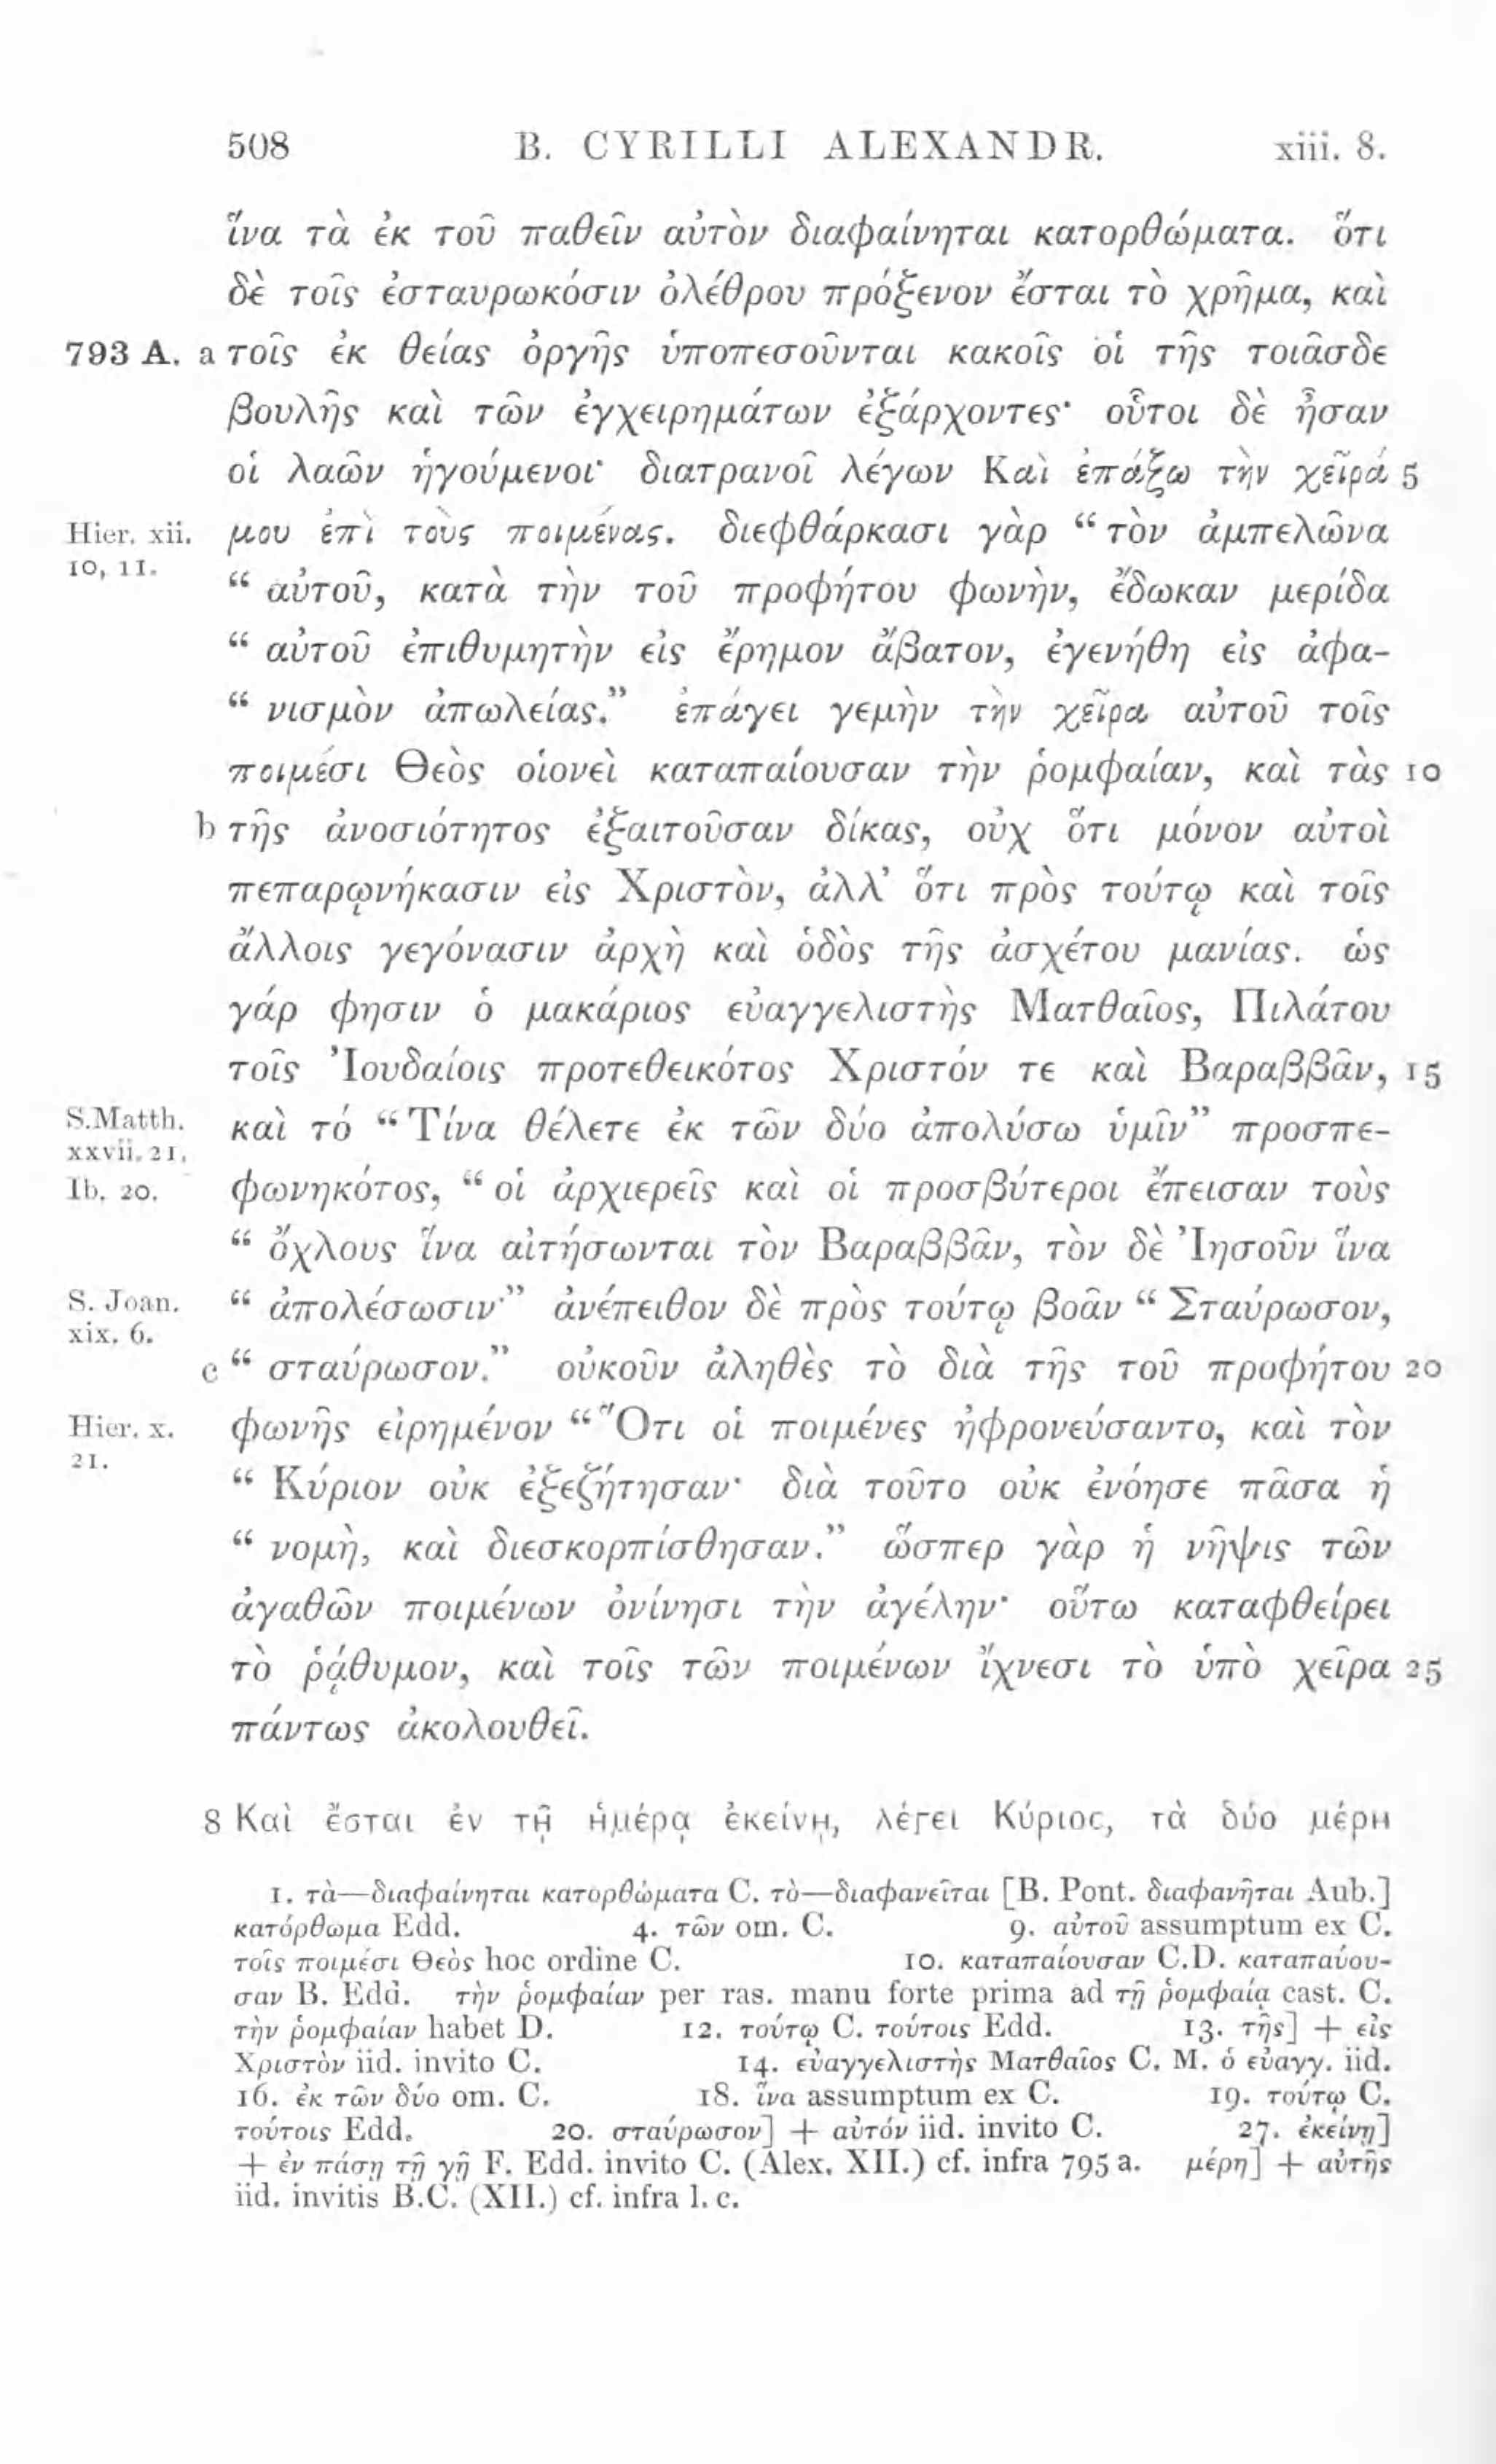 508 B. CYRILLI ALEXANDR. xiii. 8.
ἵνα τὰ ἐκ τοῦ παθεῖν αὐτὸν διαφαίνηται κατορθώματα. ὅτι
δὲ τοῖς ἐσταυρωκόσιν ὀλέθρου πρόξενον ἔσται τὸ χρῆμα, καὶ
793 A. a τοῖς ἐκ θείας ὀργῆς ὑποπεσοῦνται κακοῖς οἱ τῆς τοιᾶσδε
βουλῆς καὶ τῶν ἐγχειρημάτων ἐξάρχοντες· οὗτοι δὲ ἦσαν
οἱ λαῶν ἡγούμενοι· διατρανοῖ λέγων Καὶ ἐπάξω τὴν χεῖρά 5
Hier. xii. μου ἐπὶ τοὺς ποιμένας. διεφθάρκασι γὰρ “ τὸν ἀμπελῶνα
10, 11. “ αὐτοῦ, κατὰ τὴν τοῦ προφήτου φωνὴν, ἔδωκαν μερίδα
“ αὐτοῦ ἐπιθυμητὴν εἰς ἔρημον ἄβατον, ἐγενήθη εἰς ἀφα-
“ νισμὸν ἀπωλείας.” ἐπάγει γεμὴν τὴν χεῖρα αὐτοῦ τοῖς
ποιμέσι Θεὸς οἱονεὶ καταπαίουσαν τὴν ῥομφαίαν, καὶ τὰς 10
b τῆς ἀνοσιότητος ἐξαιτοῦσαν δίκας, οὐχ ὅτι μόνον αὐτοὶ
πεπαρῳνήκασιν εἰς Χριστὸν, ἀλλ’ ὅτι πρὸς τούτῳ καὶ τοῖς
ἄλλοις γεγόνασιν ἀρχὴ καὶ ὁδὸς τῆς ἀσχέτου μανίας. ὡς
γάρ φησιν ὁ μακάριος εὐαγγελιστὴς Ματθαῖος, Πιλάτου
τοῖς Ἰουδαίοις προτεθεικότος Χριστόν τε καὶ Βαραββᾶν, 15
S. Matth. xxvii. 21. καὶ τό “ Τίνα θέλετε ἐκ τῶν δύο ἀπολύσω ὑμῖν” προσπε-
Ib. 20. φωνηκότος, “ οἱ ἀρχιερεῖς καὶ οἱ προσβύτεροι ἔπεισαν τοὺς
“ ὄχλους ἵνα αἰτήσωνται τὸν Βαραββᾶν, τὸν δὲ Ἰησοῦν ἵνα
S. Joan. xix. 6. “ ἀπολέσωσιν·” ἀνέπειθον δὲ πρὸς τούτῳ βοᾶν “ Σταύρωσον,
c “ σταύρωσον.” οὐκοῦν ἀληθὲς τὸ διὰ τῆς τοῦ προφήτου 20
Hier. x. 21. φωνῆς εἰρημένον “ Ὅτι οἱ ποιμένες ἠφρονεύσαντο, καὶ τὸν
“ Κύριον οὐκ ἐξεζήτησαν· διὰ τοῦτο οὐκ ἐνόησε πᾶσα ἡ
“ νομὴ, καὶ διεσκορπίσθησαν.” ὥσπερ γὰρ ἡ νῆψις τῶν
ἀγαθῶν ποιμένων ὀνίνησι τὴν ἀγέλην· οὕτω καταφθείρει
τὸ ῥᾴθυμον, καὶ τοῖς τῶν ποιμένων ἴχνεσι τὸ ὑπὸ χεῖρα 25
πάντως ἀκολουθεῖ.
8 Καὶ ἔσται ἐν τῇ ἡμέρᾳ ἐκείνῃ, λέγει Κύριος, τὰ δύο μέρη
1. τὰ—διαφαίνηται κατορθώματα C. τὸ—διαφανεῖται [B. Pont. διαφανῆται Aub.]
κατόρθωμα Edd. 4. τῶν om. C. 9. αὐτοῦ assumptum ex C.
τοῖς ποιμέσι Θεὸς hoc ordine C. 10. καταπαίουσαν C.D. καταπαύου-
σαν B. Edd. τὴν ῥομφαίαν per ras. manu forte prima ad τῇ ῥομφαίᾳ cast. C.
τὴν ῥομφαίαν habet D. 12. τούτῳ C. τούτοις Edd. 13. τῆς] + εἰς
Χριστὸν iid. invito C. 14. εὐαγγελιστὴς Ματθαῖος C. M. ὁ εὐαγγ. iid.
16. ἐκ τῶν δύο om. C. 18. ἵνα assumptum ex C. 19. τούτῳ C.
τούτοις Edd. 20. σταύρωσον] + αὐτόν iid. invito C. 27. ἐκείνῃ]
+ ἐν πάσῃ τῇ γῇ F. Edd. invito C. (Alex. XII.) cf. infra 795 a. μέρη] + αὐτῆς
iid. invitis B.C. (XII.) cf. infra l. c.